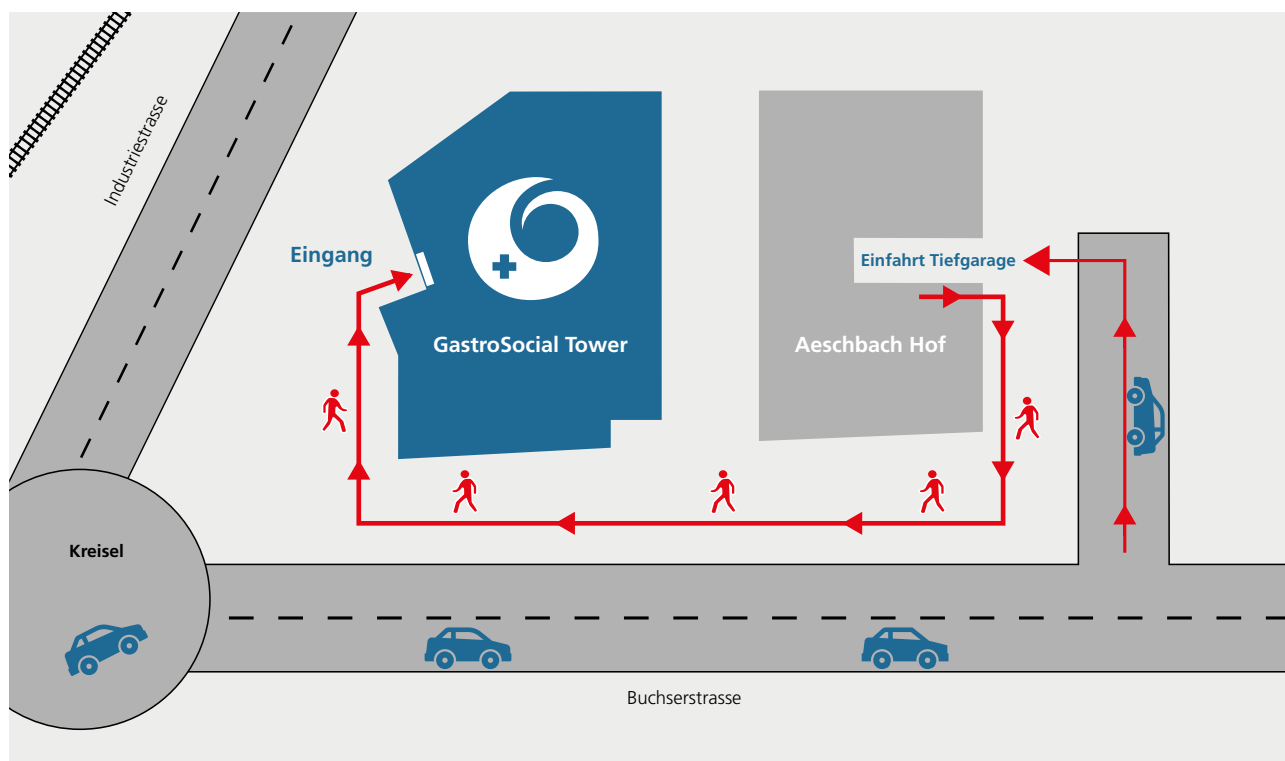 Industriestrasse
Eingang
Einfahrt Tiefgarage
GastroSocial Tower
Aeschbach Hof
Kreisel
Buchserstrasse